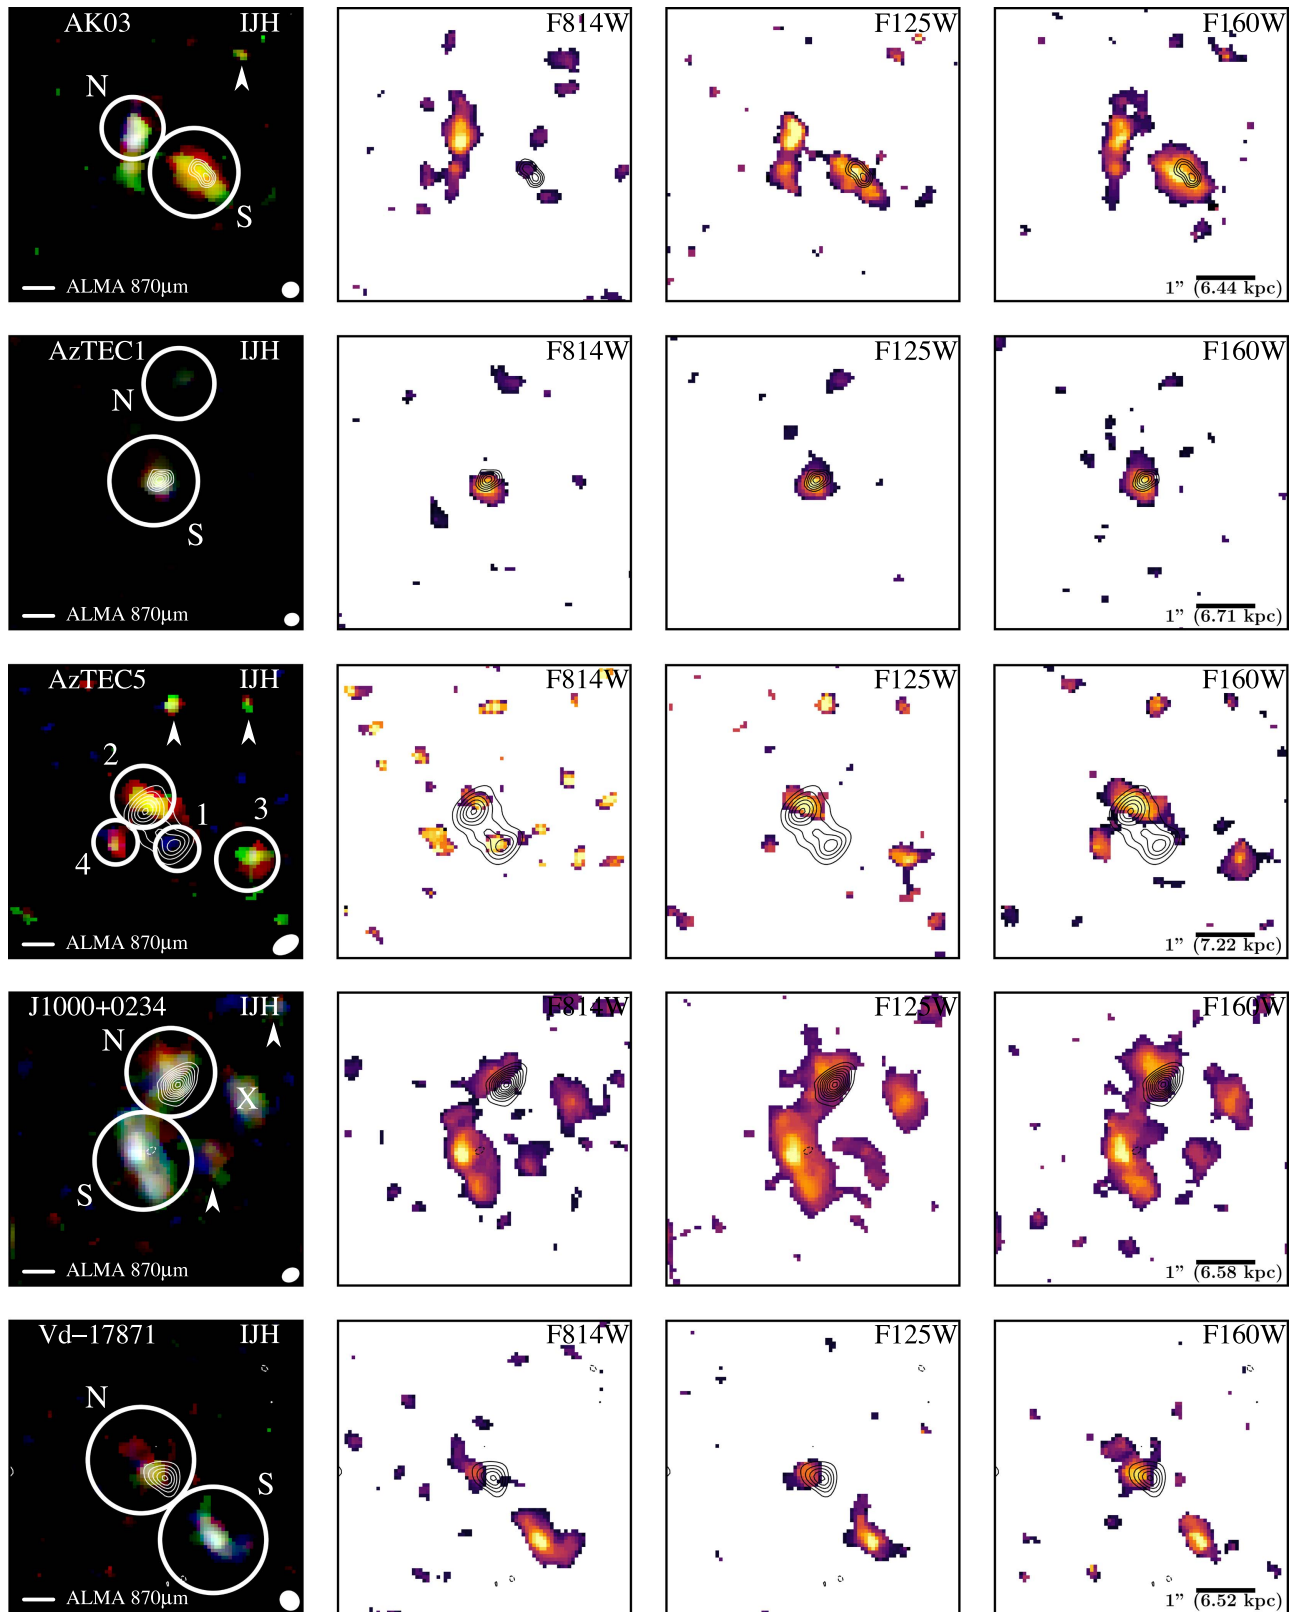 AK03 IJH F814W F125W F160W
N
S
ALMA 870μm 1” (6.44 kpc)
AzTEC1 IJH F814W F125W F160W
N
S
ALMA 870μm 1” (6.71 kpc)
AzTEC5 IJH F814W F125W F160W
2
1 3
4
ALMA 870μm 1” (7.22 kpc)
J1000+0234 IJH F814W F125W F160W
N
X
S
ALMA 870μm 1” (6.58 kpc)
Vd−17871 IJH F814W F125W F160W
N
S
ALMA 870μm 1” (6.52 kpc)